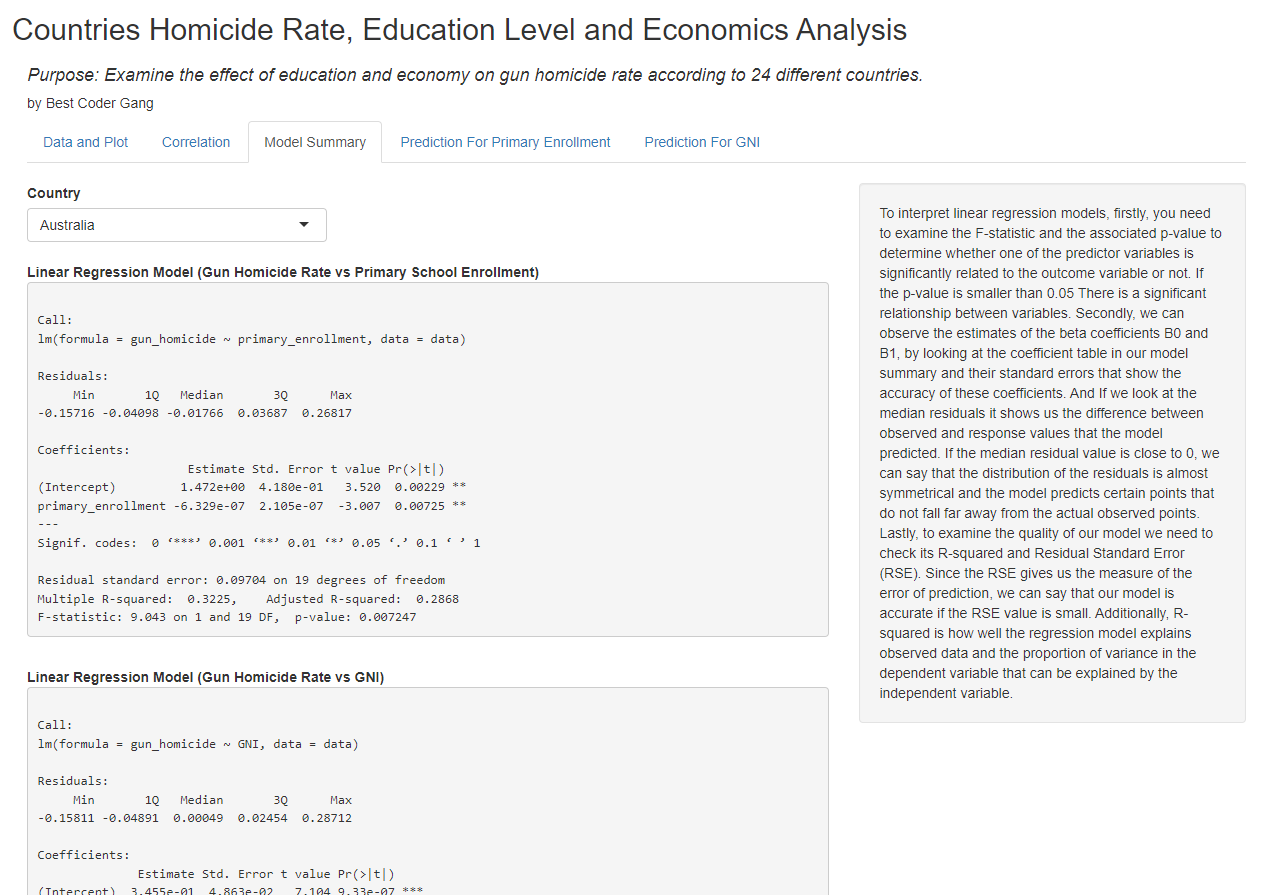 Countries Homicide Rate, Education Level and Economics Analysis
Purpose: Examine the effect of education and economy on gun homicide rate according to 24 different countries.
by Best Coder Gang
Data and Plot Correlation Model Summary Prediction For Primary Enrollment Prediction For GNI
Country
Australia
Linear Regression Model (Gun Homicide Rate vs Primary School Enrollment)
Call:
lm(formula = gun_homicide ~ primary_enrollment, data = data)
Residuals:
     Min       1Q   Median       3Q      Max
-0.15716 -0.04098 -0.01766  0.03687  0.26817
Coefficients:
                     Estimate Std. Error t value Pr(>|t|)
(Intercept)         1.472e+00  4.180e-01   3.520  0.00229 **
primary_enrollment -6.329e-07  2.105e-07  -3.007  0.00725 **
---
Signif. codes:  0 ‘***’ 0.001 ‘**’ 0.01 ‘*’ 0.05 ‘.’ 0.1 ‘ ’ 1
Residual standard error: 0.09704 on 19 degrees of freedom
Multiple R-squared:  0.3225,    Adjusted R-squared:  0.2868
F-statistic: 9.043 on 1 and 19 DF,  p-value: 0.007247
Linear Regression Model (Gun Homicide Rate vs GNI)
Call:
lm(formula = gun_homicide ~ GNI, data = data)
Residuals:
     Min       1Q   Median       3Q      Max
-0.15811 -0.04891  0.00049  0.02454  0.28712
Coefficients:
              Estimate Std. Error t value Pr(>|t|)
(Intercept)  3.455e-01  4.863e-02   7.104 9.33e-07 ***
To interpret linear regression models, firstly, you need
to examine the F-statistic and the associated p-value to
determine whether one of the predictor variables is
significantly related to the outcome variable or not. If
the p-value is smaller than 0.05 There is a significant
relationship between variables. Secondly, we can
observe the estimates of the beta coefficients B0 and
B1, by looking at the coefficient table in our model
summary and their standard errors that show the
accuracy of these coefficients. And If we look at the
median residuals it shows us the difference between
observed and response values that the model
predicted. If the median residual value is close to 0, we
can say that the distribution of the residuals is almost
symmetrical and the model predicts certain points that
do not fall far away from the actual observed points.
Lastly, to examine the quality of our model we need to
check its R-squared and Residual Standard Error
(RSE). Since the RSE gives us the measure of the
error of prediction, we can say that our model is
accurate if the RSE value is small. Additionally, R-
squared is how well the regression model explains
observed data and the proportion of variance in the
dependent variable that can be explained by the
independent variable.